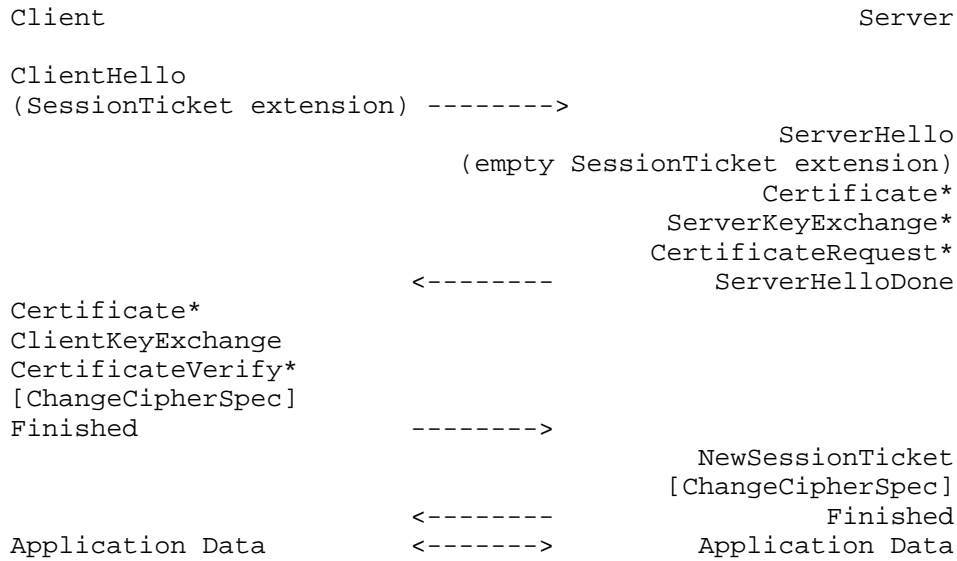 Client                                               Server

ClientHello
(SessionTicket extension) -------->
                                                ServerHello
                            (empty SessionTicket extension)
                                               Certificate*
                                         ServerKeyExchange*
                                        CertificateRequest*
                         <--------          ServerHelloDone
Certificate*
ClientKeyExchange
CertificateVerify*
[ChangeCipherSpec]
Finished                 -------->
                                           NewSessionTicket
                                         [ChangeCipherSpec]
                         <--------                 Finished
Application Data         <------->         Application Data